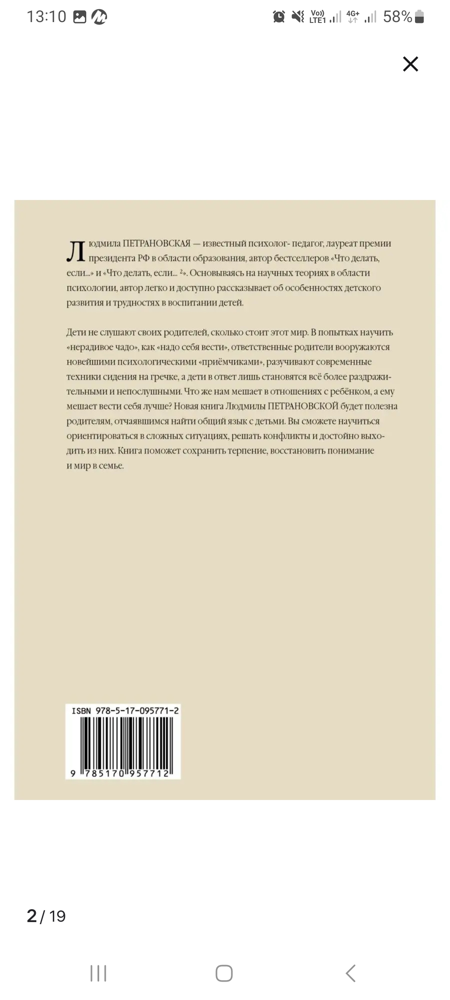 13:10
Vo)) LTE1 4G+ 58%
Людмила ПЕТРАНОВСКАЯ — известный психолог- педагог, лауреат премии
президента РФ в области образования, автор бестселлеров «Что делать,
если...» и «Что делать, если... ²». Основываясь на научных теориях в области
психологии, автор легко и доступно рассказывает об особенностях детского
развития и трудностях в воспитании детей.
Дети не слушают своих родителей, сколько стоит этот мир. В попытках научить
«нерадивое чадо», как «надо себя вести», ответственные родители вооружаются
новейшими психологическими «приёмчиками», разучивают современные
техники сидения на гречке, а дети в ответ лишь становятся всё более раздражи-
тельными и непослушными. Что же нам мешает в отношениях с ребёнком, а ему
мешает вести себя лучше? Новая книга Людмилы ПЕТРАНОВСКОЙ будет полезна
родителям, отчаявшимся найти общий язык с детьми. Вы сможете научиться
ориентироваться в сложных ситуациях, решать конфликты и достойно выхо-
дить из них. Книга поможет сохранить терпение, восстановить понимание
и мир в семье.
ISBN 978-5-17-095771-2
9 785170 957712
2 / 19